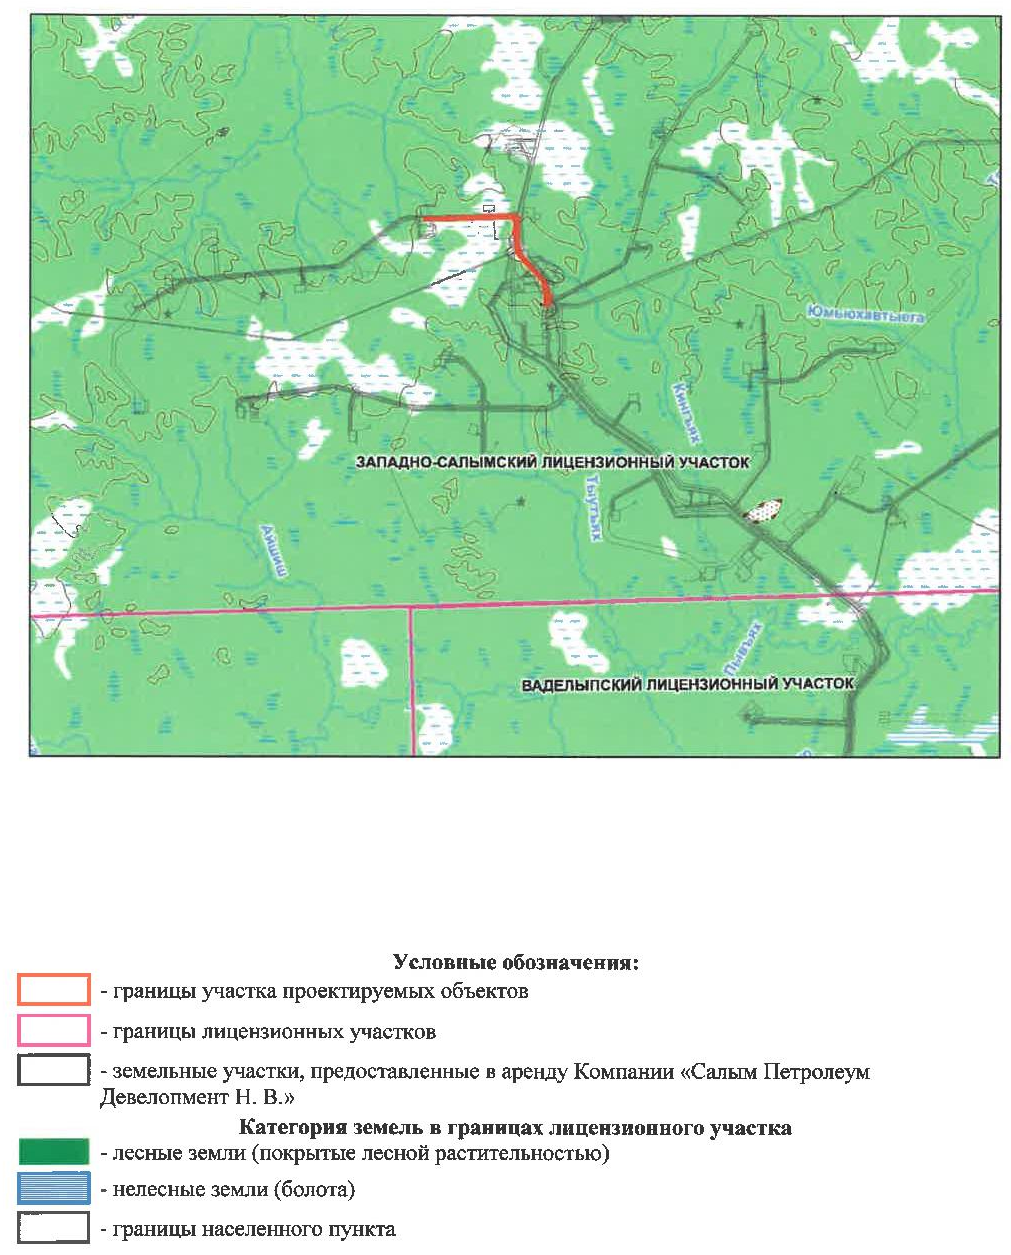 Юмьюхавтыега
Кингъях
ЗАПАДНО-САЛЫМСКИЙ ЛИЦЕНЗИОННЫЙ УЧАСТОК
Тыутъях
Айшиш
Пывъях
ВАДЕЛЫПСКИЙ ЛИЦЕНЗИОННЫЙ УЧАСТОК
Условные обозначения:
- границы участка проектируемых объектов
- границы лицензионных участков
- земельные участки, предоставленные в аренду Компании «Салым Петролеум
Девелопмент Н. В.»
Категория земель в границах лицензионного участка
- лесные земли (покрытые лесной растительностью)
- нелесные земли (болота)
- границы населенного пункта